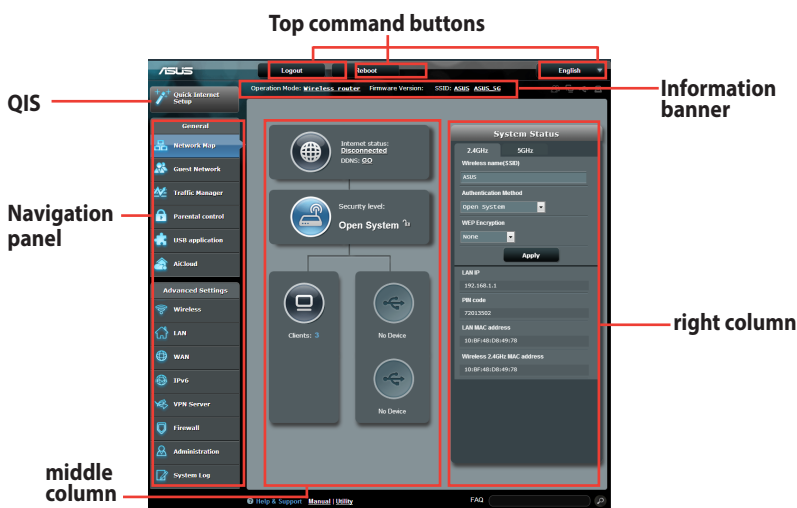 Top command buttons
/SUS
Logout
Reboot
English
QIS
Quick Internet Setup
Operation Mode: Wireless router Firmware Version: SSID: ASUS ASUS_5G
Information banner
General
Network Map
Guest Network
Traffic Manager
Parental control
USB application
AiCloud
Navigation panel
Advanced Settings
Wireless
LAN
WAN
IPv6
VPN Server
Firewall
Administration
System Log
Internet status:
Disconnected
DDNS: GO
Security level:
Open System
Clients: 3
No Device
No Device
middle column
System Status
2.4GHz 5GHz
Wireless name(SSID)
ASUS
Authentication Method
Open System
WEP Encryption
None
Apply
LAN IP
192.168.1.1
PIN code
72013502
LAN MAC address
10:BF:48:D8:49:78
Wireless 2.4GHz MAC address
10:BF:48:D8:49:78
right column
Help & Support Manual | Utility
FAQ